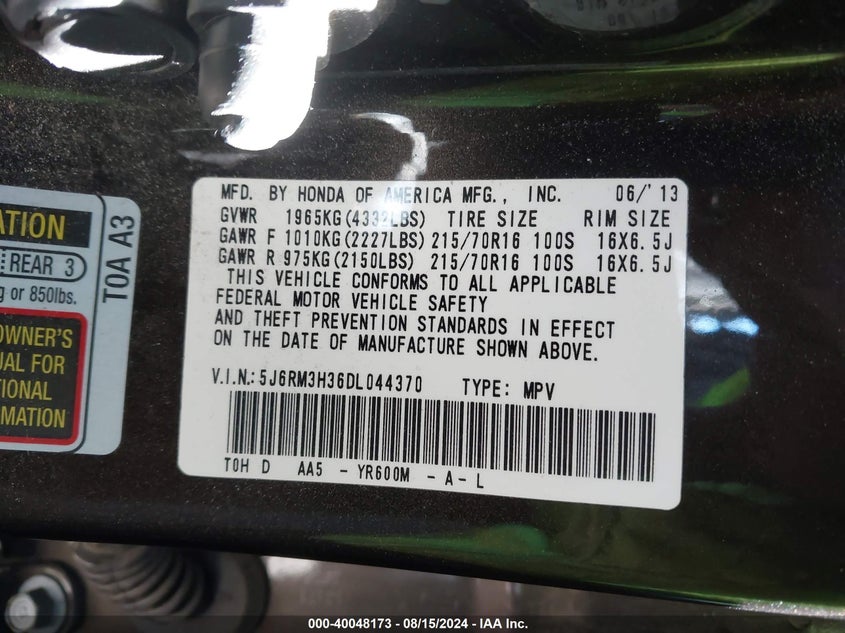 MFD. BY HONDA OF AMERICA MFG., INC. 06/'13
GVWR 1965KG(4332LBS) TIRE SIZE RIM SIZE
GAWR F 1010KG(2227LBS) 215/70R16 100S 16X6.5J
GAWR R 975KG(2150LBS) 215/70R16 100S 16X6.5J
THIS VEHICLE CONFORMS TO ALL APPLICABLE
FEDERAL MOTOR VEHICLE SAFETY
AND THEFT PREVENTION STANDARDS IN EFFECT
ON THE DATE OF MANUFACTURE SHOWN ABOVE.
V.I.N.:5J6RM3H36DL044370 TYPE: MPV
T0H D AA5 - YR600M - A - L
REAR 3
or 850lbs.
OWNER'S
FOR
T0A A3
000-40048173 - 08/15/2024 - IAA Inc.